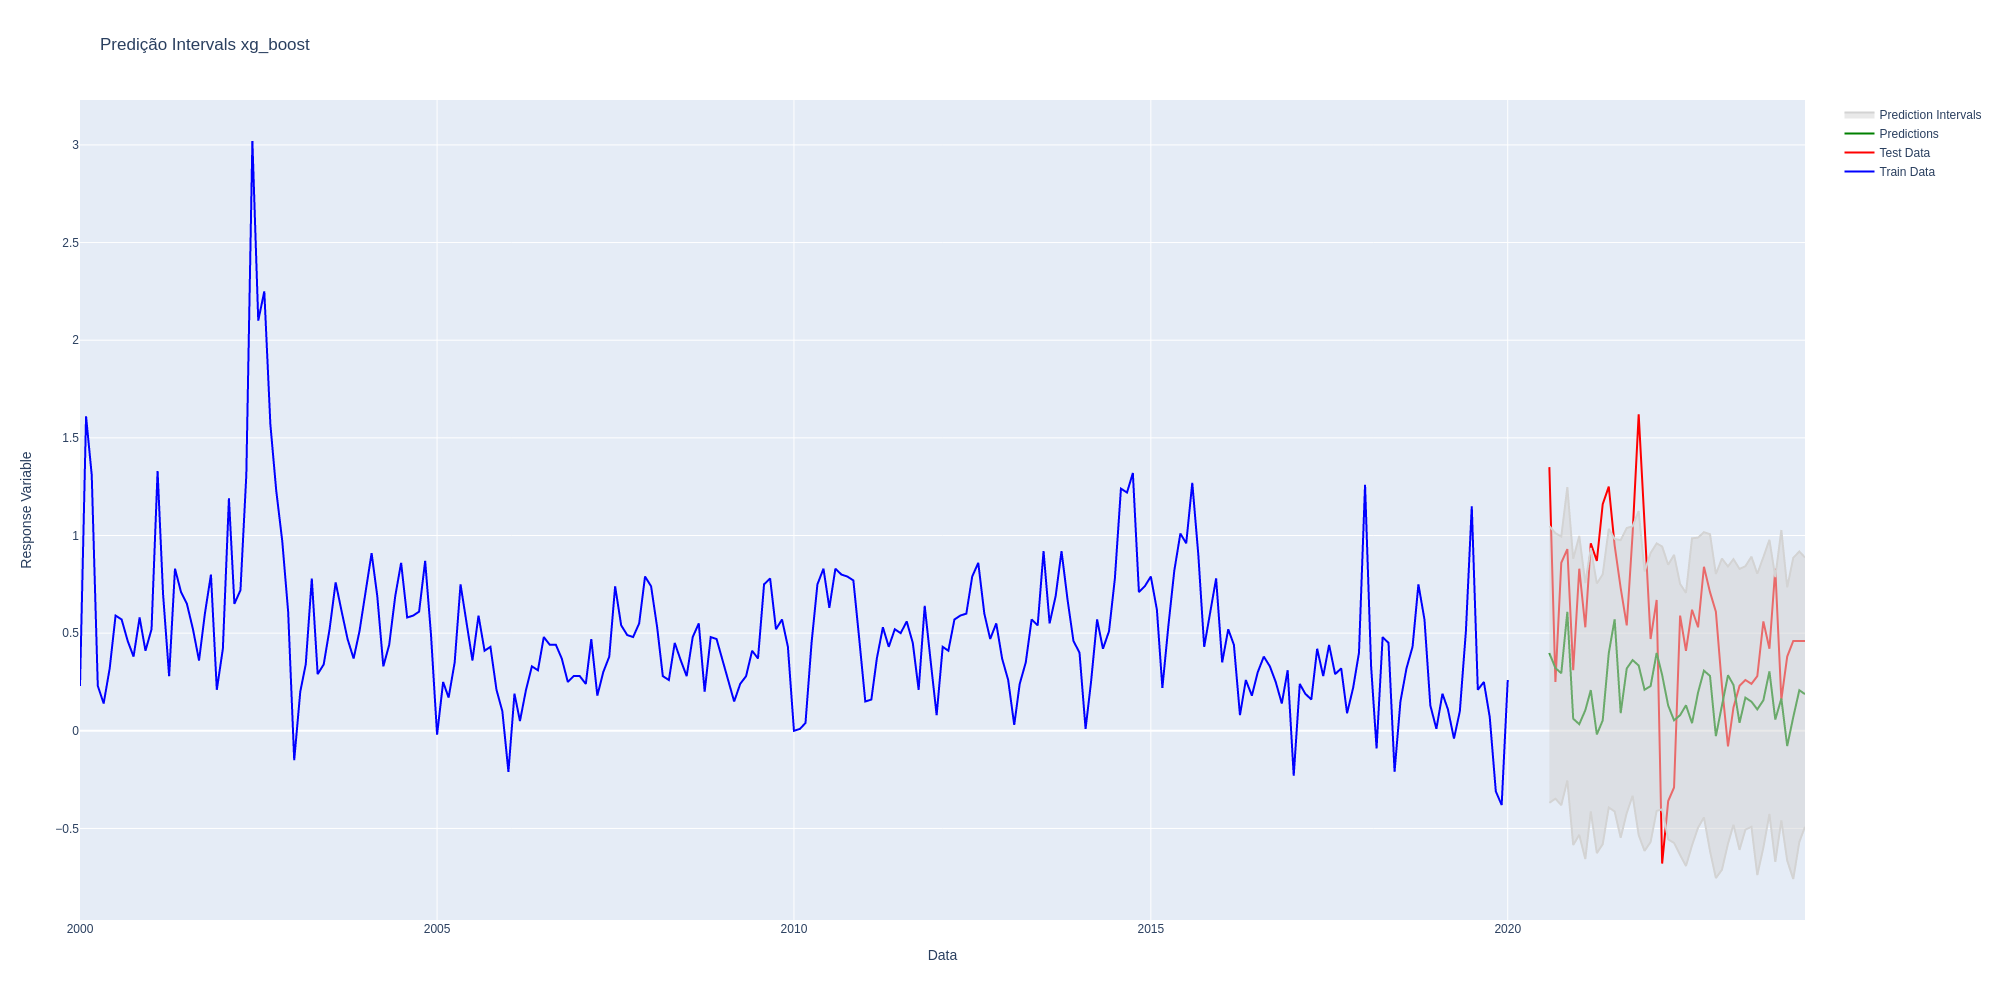 Predição Intervals xg_boost
Prediction Intervals
Predictions
Test Data
Train Data
Response Variable
3
2.5
2
1.5
1
0.5
0
−0.5
2000
2005
2010
2015
2020
Data